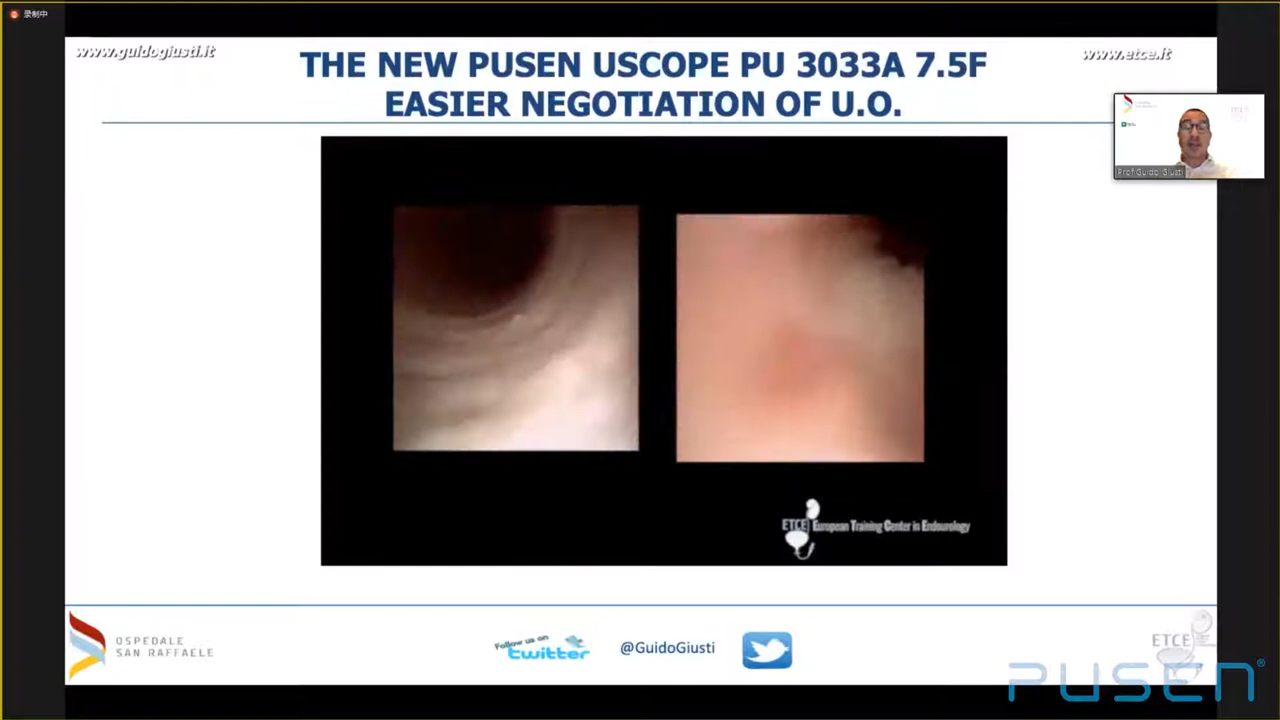 录制中
www.guidogiusti.it
www.etce.it
THE NEW PUSEN USCOPE PU 3033A 7.5F
EASIER NEGOTIATION OF U.O.
Prof Guido Giusti
ETCE European Training Center in Endourology
OSPEDALE
SAN RAFFAELE
Follow us on
twitter
@GuidoGiusti
ETCE
PUSEN®